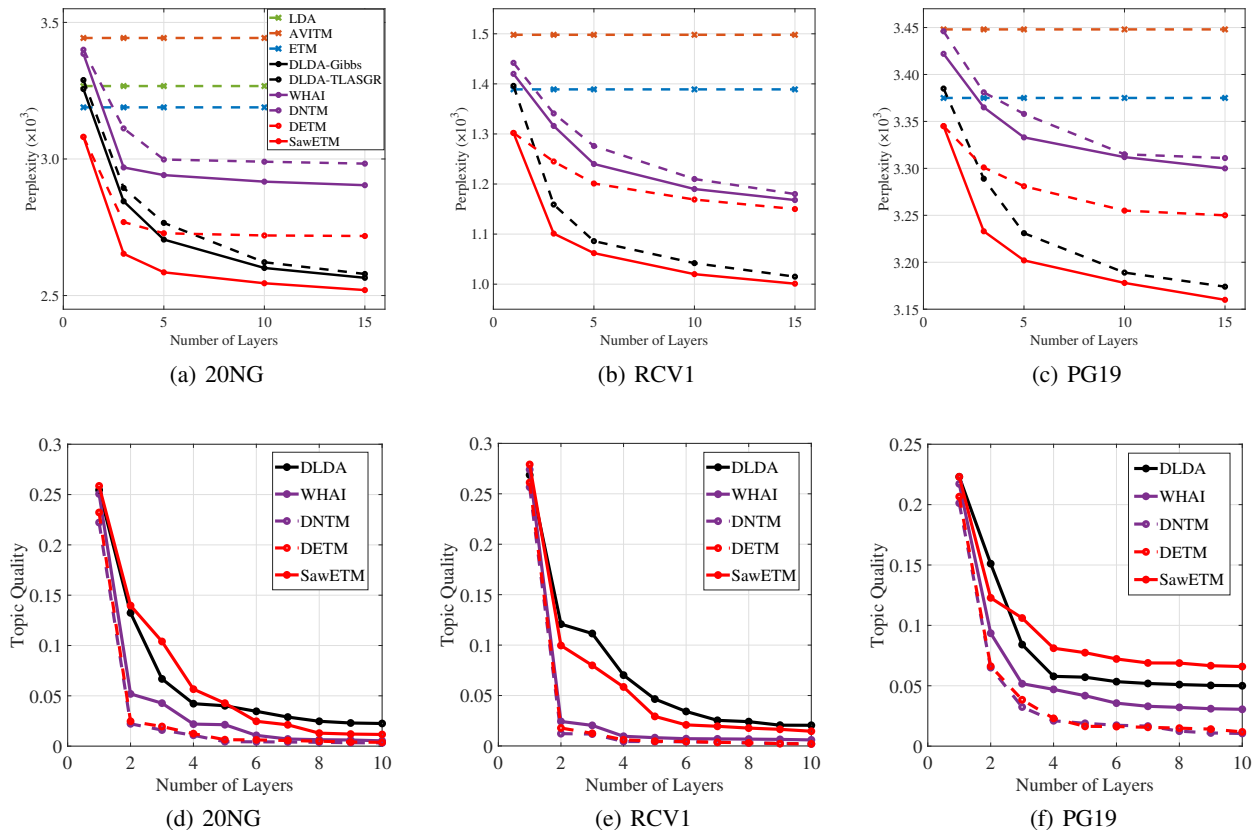 3.5
3.0
2.5
Perplexity (×10³)
LDA
AVITM
ETM
DLDA-Gibbs
DLDA-TLASGR
WHAI
DNTM
DETM
SawETM
0 5 10 15
Number of Layers
(a) 20NG
1.5
1.4
1.3
1.2
1.1
1.0
Perplexity (×10³)
0 5 10 15
Number of Layers
(b) RCV1
3.45
3.40
3.35
3.30
3.25
3.20
3.15
Perplexity (×10³)
0 5 10 15
Number of Layers
(c) PG19
0.3
0.25
0.2
0.15
0.1
0.05
0
Topic Quality
DLDA
WHAI
DNTM
DETM
SawETM
0 2 4 6 8 10
Number of Layers
(d) 20NG
0.3
0.25
0.2
0.15
0.1
0.05
0
Topic Quality
DLDA
WHAI
DNTM
DETM
SawETM
0 2 4 6 8 10
Number of Layers
(e) RCV1
0.25
0.2
0.15
0.1
0.05
0
Topic Quality
DLDA
WHAI
DNTM
DETM
SawETM
0 2 4 6 8 10
Number of Layers
(f) PG19